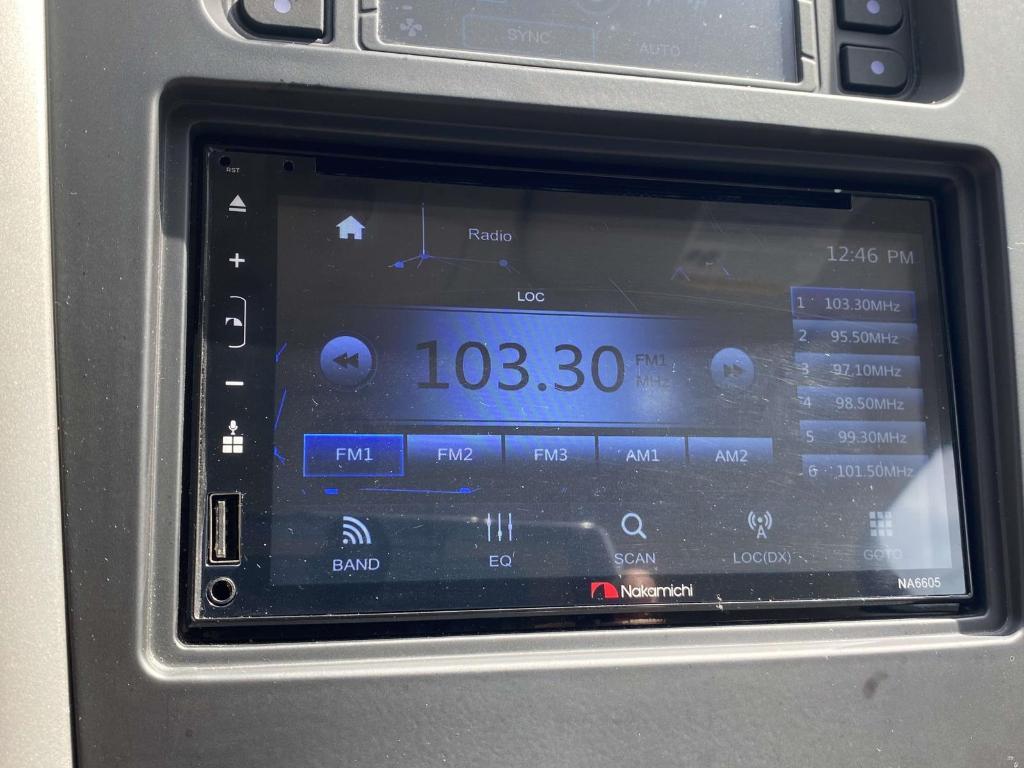 SYNC
AUTO
RST
Radio
12:46 PM
LOC
103.30
FM1
MHz
1 103.30MHz
2 95.50MHz
3 97.10MHz
4 98.50MHz
5 99.30MHz
6 101.50MHz
FM1 FM2 FM3 AM1 AM2
BAND EQ SCAN LOC(DX) GOTO
Nakamichi
NA6605